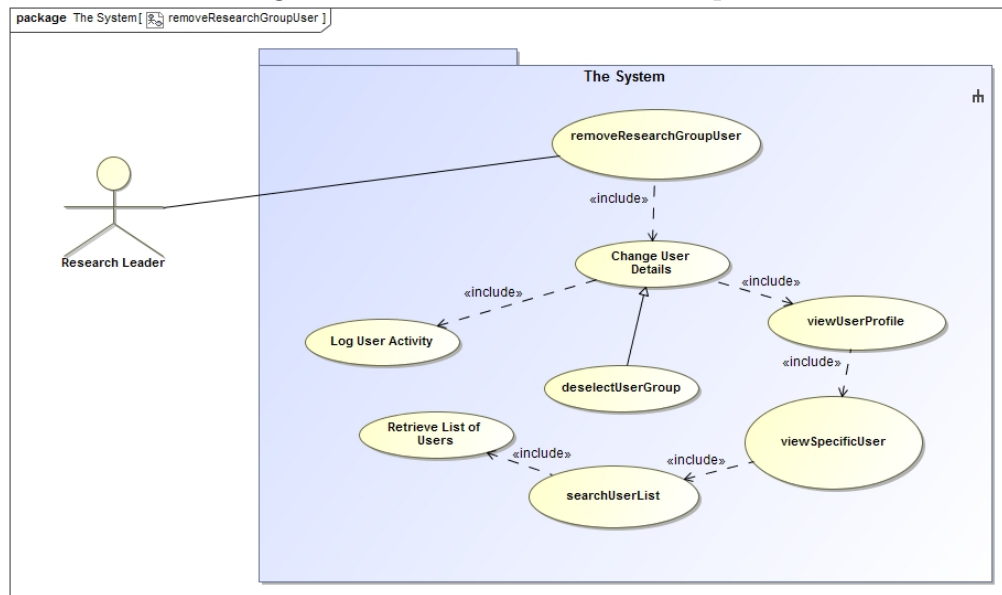 package The System[ removeResearchGroupUser ]
The System
removeResearchGroupUser
«include»
Research Leader
Change User
Details
«include»
«include»
viewUserProfile
Log User Activity
«include»
deselectUserGroup
Retrieve List of
Users
viewSpecificUser
«include»
«include»
searchUserList